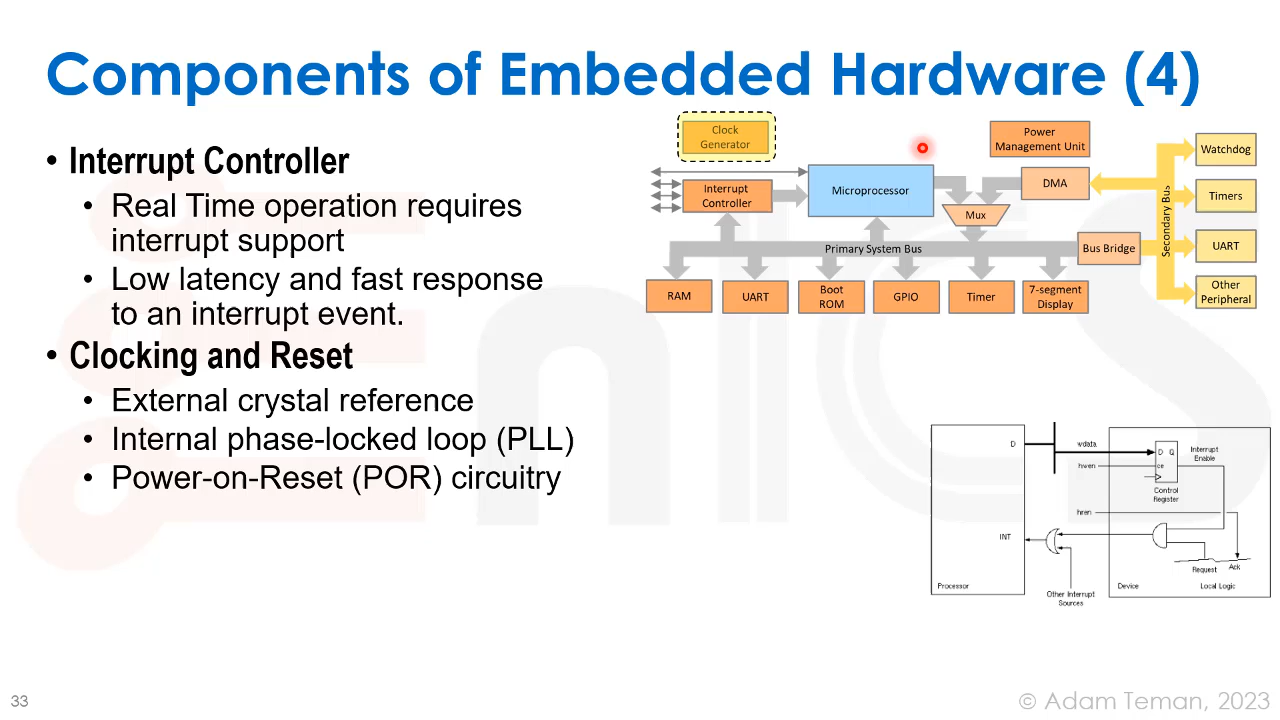 Components of Embedded Hardware (4)
• Interrupt Controller
• Real Time operation requires
interrupt support
• Low latency and fast response
to an interrupt event.
• Clocking and Reset
• External crystal reference
• Internal phase-locked loop (PLL)
• Power-on-Reset (POR) circuitry
Clock
Generator
Power
Management Unit
Watchdog
Interrupt
Controller
Microprocessor
DMA
Timers
Mux
Secondary Bus
Primary System Bus
Bus Bridge
UART
RAM
UART
Boot
ROM
GPIO
Timer
7-segment
Display
Other
Peripheral
D
wdata
D Q
Interrupt
Enable
hwen
ce
Control
Register
hren
INT
Request
Ack
Processor
Device
Local Logic
Other Interrupt
Sources
enICS
33
© Adam Teman, 2023